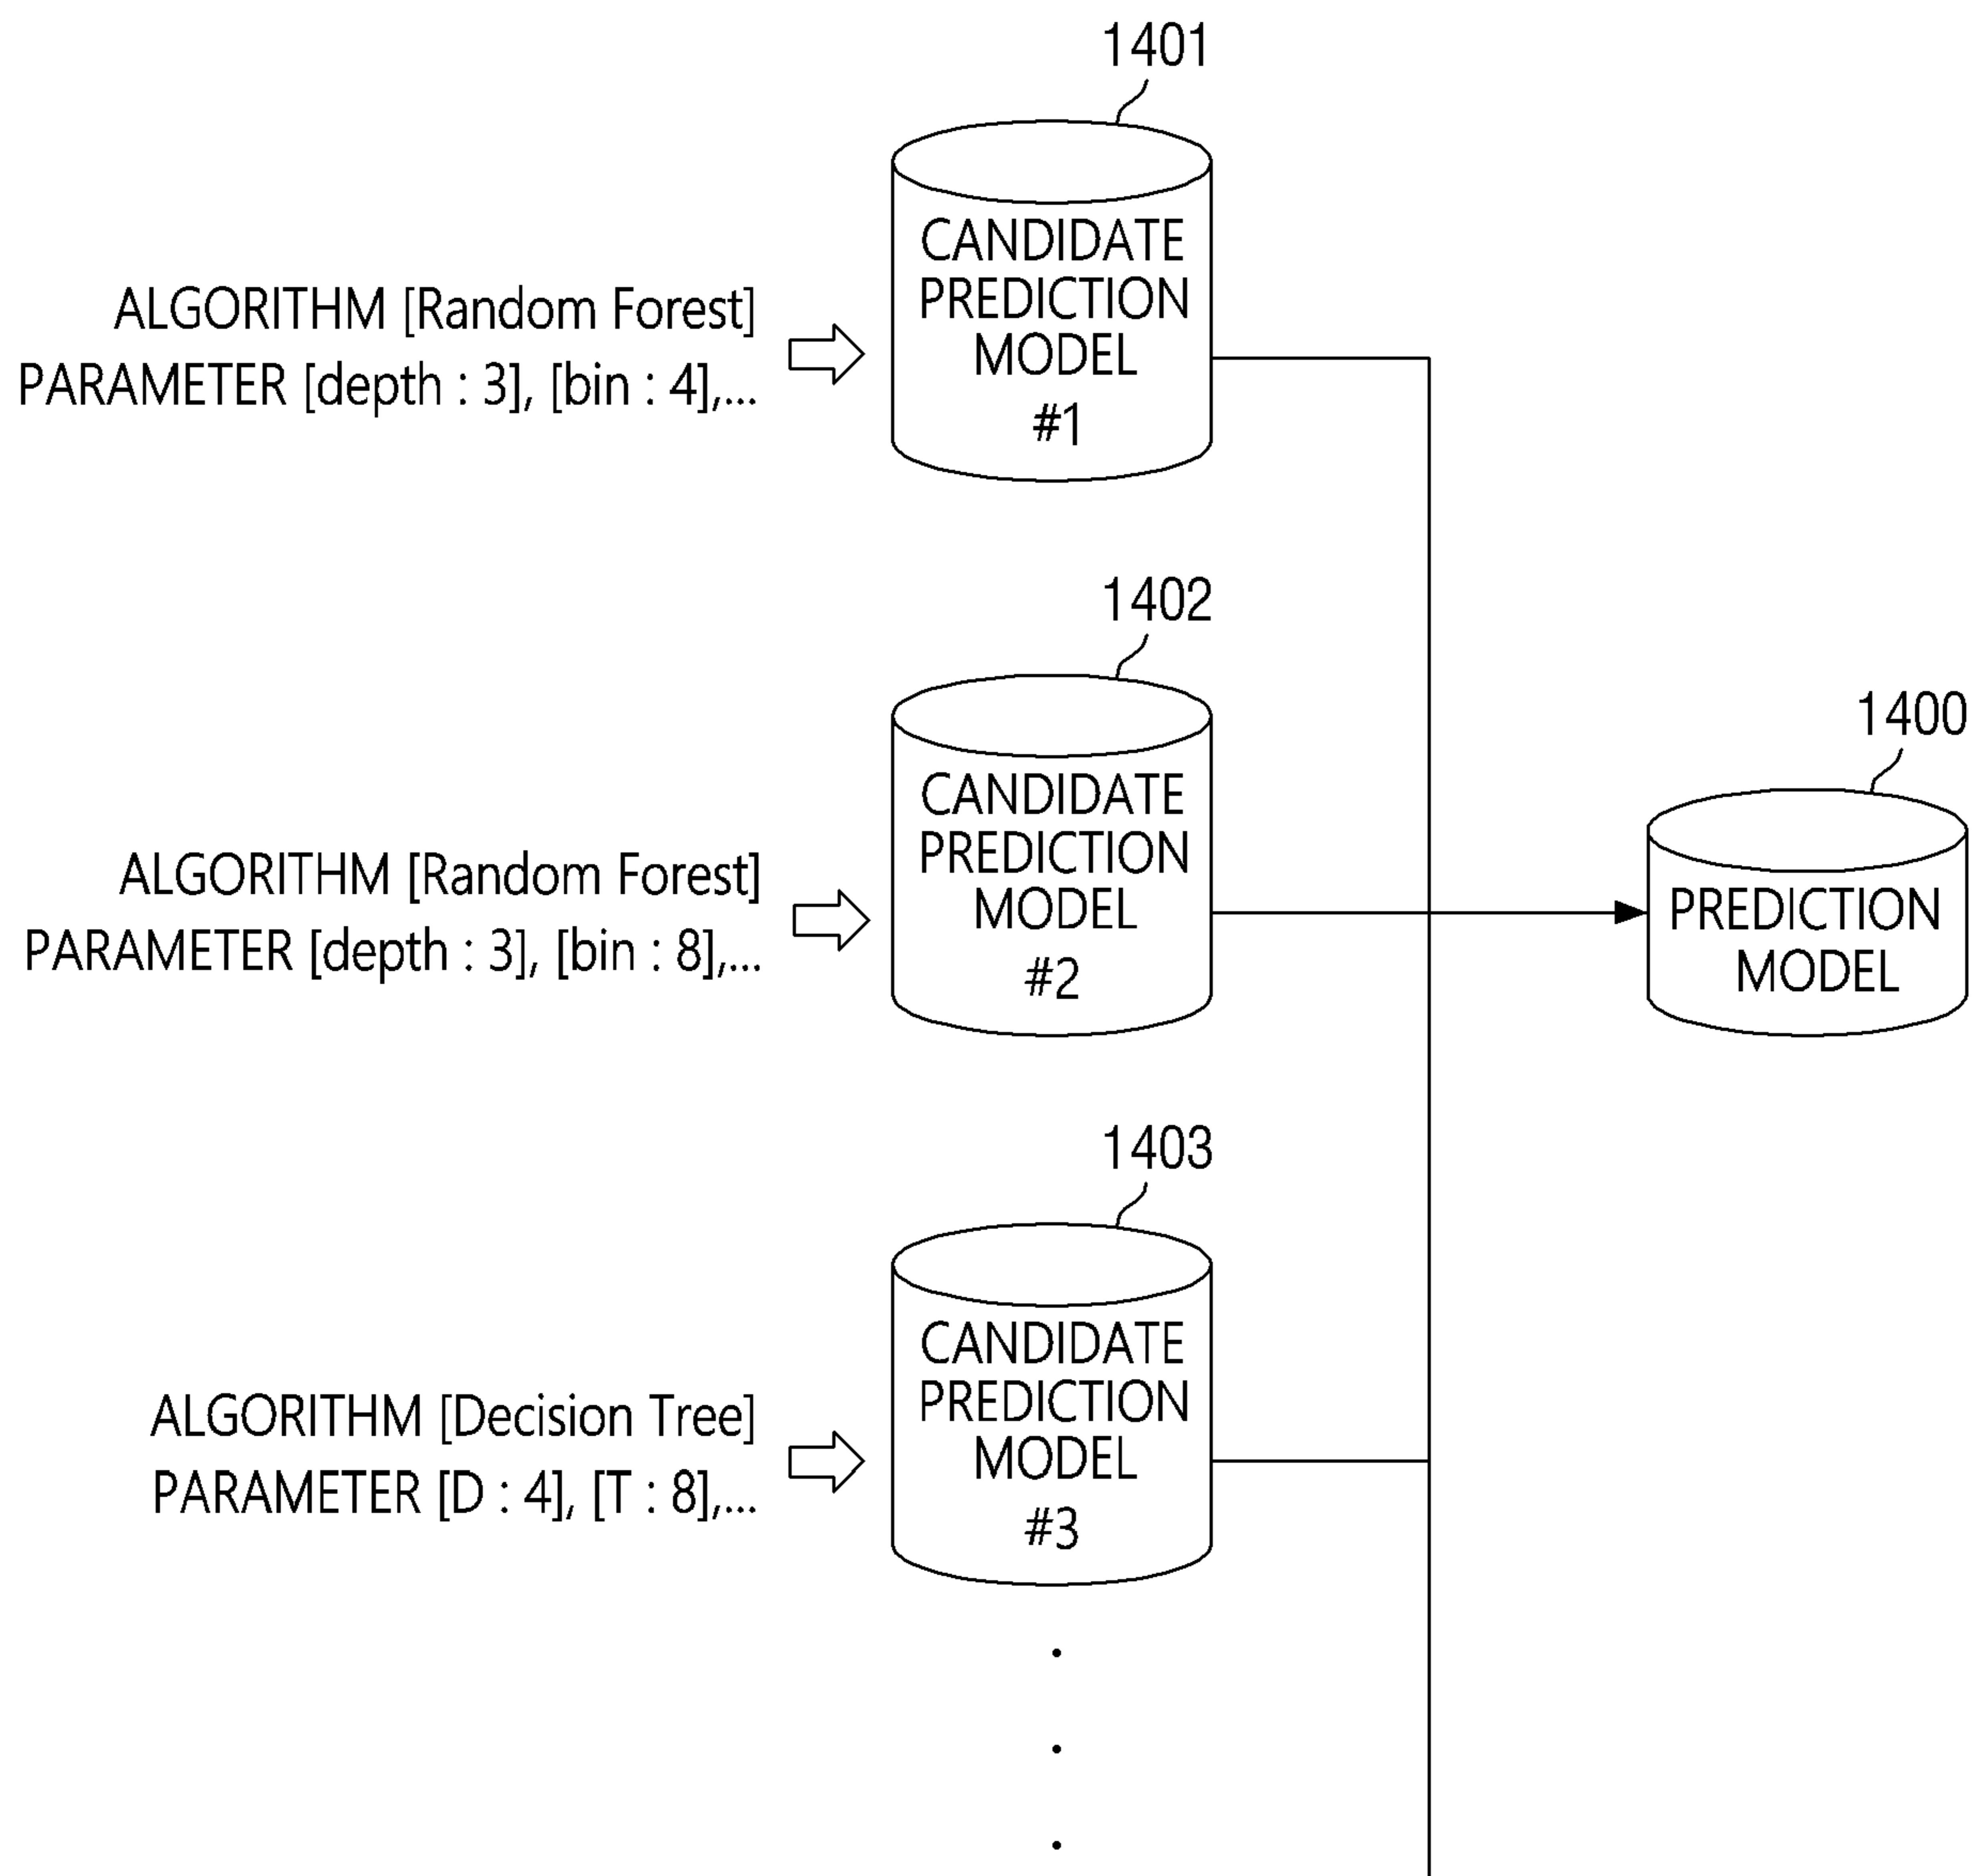 1401
CANDIDATE
PREDICTION
MODEL
#1
ALGORITHM [Random Forest]
PARAMETER [depth : 3], [bin : 4],...
1402
CANDIDATE
PREDICTION
MODEL
#2
ALGORITHM [Random Forest]
PARAMETER [depth : 3], [bin : 8],...
1400
PREDICTION
MODEL
1403
CANDIDATE
PREDICTION
MODEL
#3
ALGORITHM [Decision Tree]
PARAMETER [D : 4], [T : 8],...